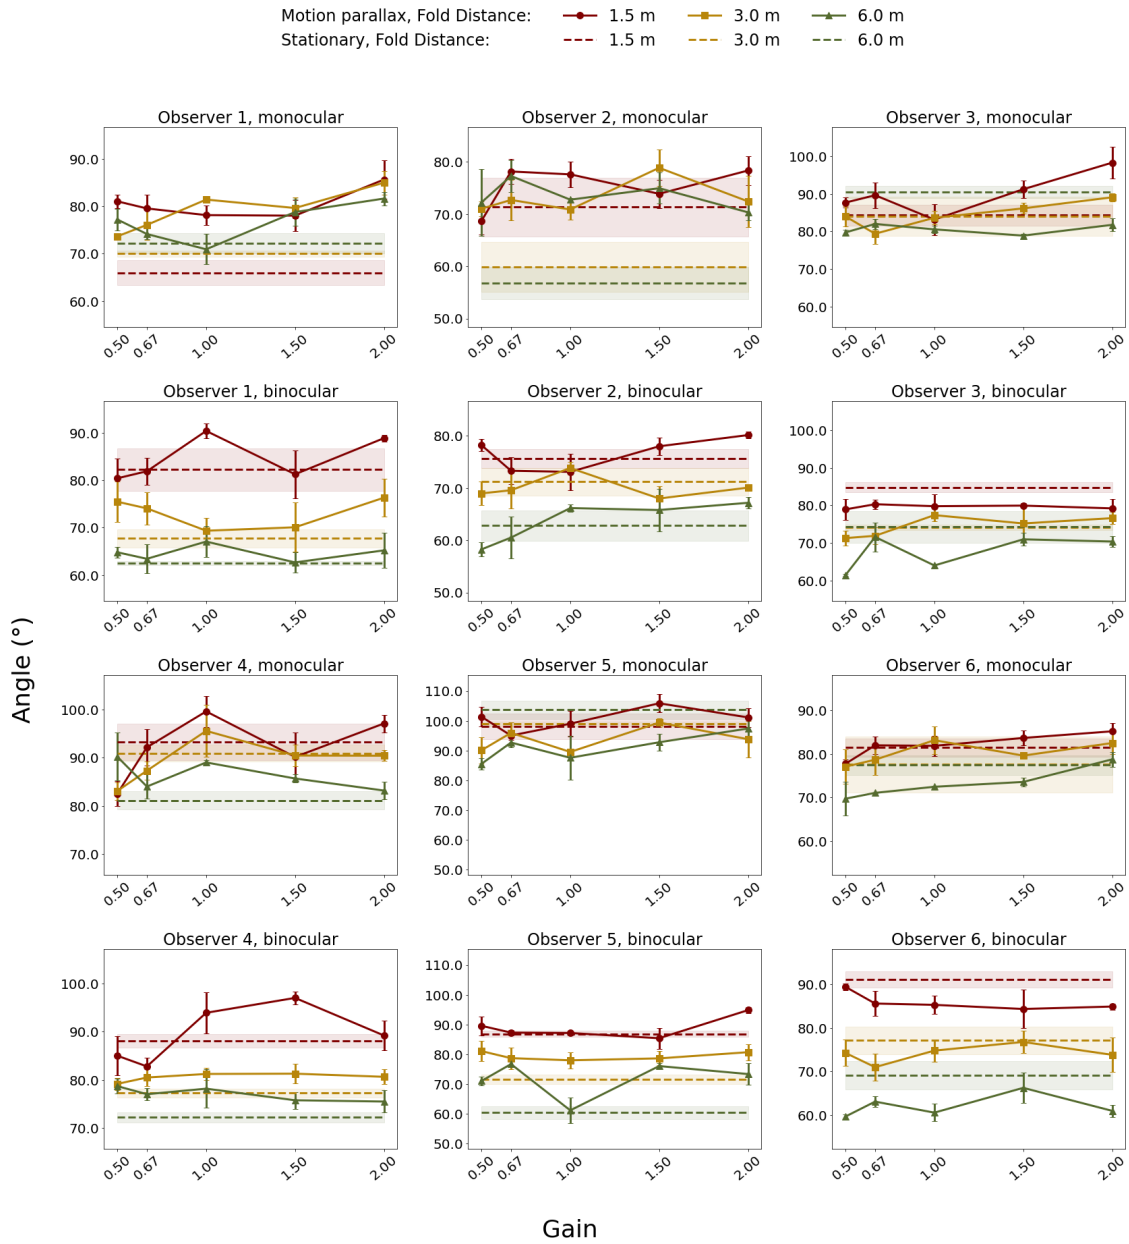 Motion parallax, Fold Distance: 1.5 m 3.0 m 6.0 m
Stationary, Fold Distance: 1.5 m 3.0 m 6.0 m
Observer 1, monocular
90.0
80.0
70.0
60.0
0.50 0.67 1.00 1.50 2.00
Observer 2, monocular
80.0
70.0
60.0
50.0
0.50 0.67 1.00 1.50 2.00
Observer 3, monocular
100.0
90.0
80.0
70.0
60.0
0.50 0.67 1.00 1.50 2.00
Observer 1, binocular
90.0
80.0
70.0
60.0
0.50 0.67 1.00 1.50 2.00
Observer 2, binocular
80.0
70.0
60.0
50.0
0.50 0.67 1.00 1.50 2.00
Observer 3, binocular
100.0
90.0
80.0
70.0
60.0
0.50 0.67 1.00 1.50 2.00
Angle (°)
Observer 4, monocular
100.0
90.0
80.0
70.0
0.50 0.67 1.00 1.50 2.00
Observer 5, monocular
110.0
100.0
90.0
80.0
70.0
60.0
50.0
0.50 0.67 1.00 1.50 2.00
Observer 6, monocular
90.0
80.0
70.0
60.0
0.50 0.67 1.00 1.50 2.00
Observer 4, binocular
100.0
90.0
80.0
70.0
0.50 0.67 1.00 1.50 2.00
Observer 5, binocular
110.0
100.0
90.0
80.0
70.0
60.0
50.0
0.50 0.67 1.00 1.50 2.00
Observer 6, binocular
90.0
80.0
70.0
60.0
0.50 0.67 1.00 1.50 2.00
Gain